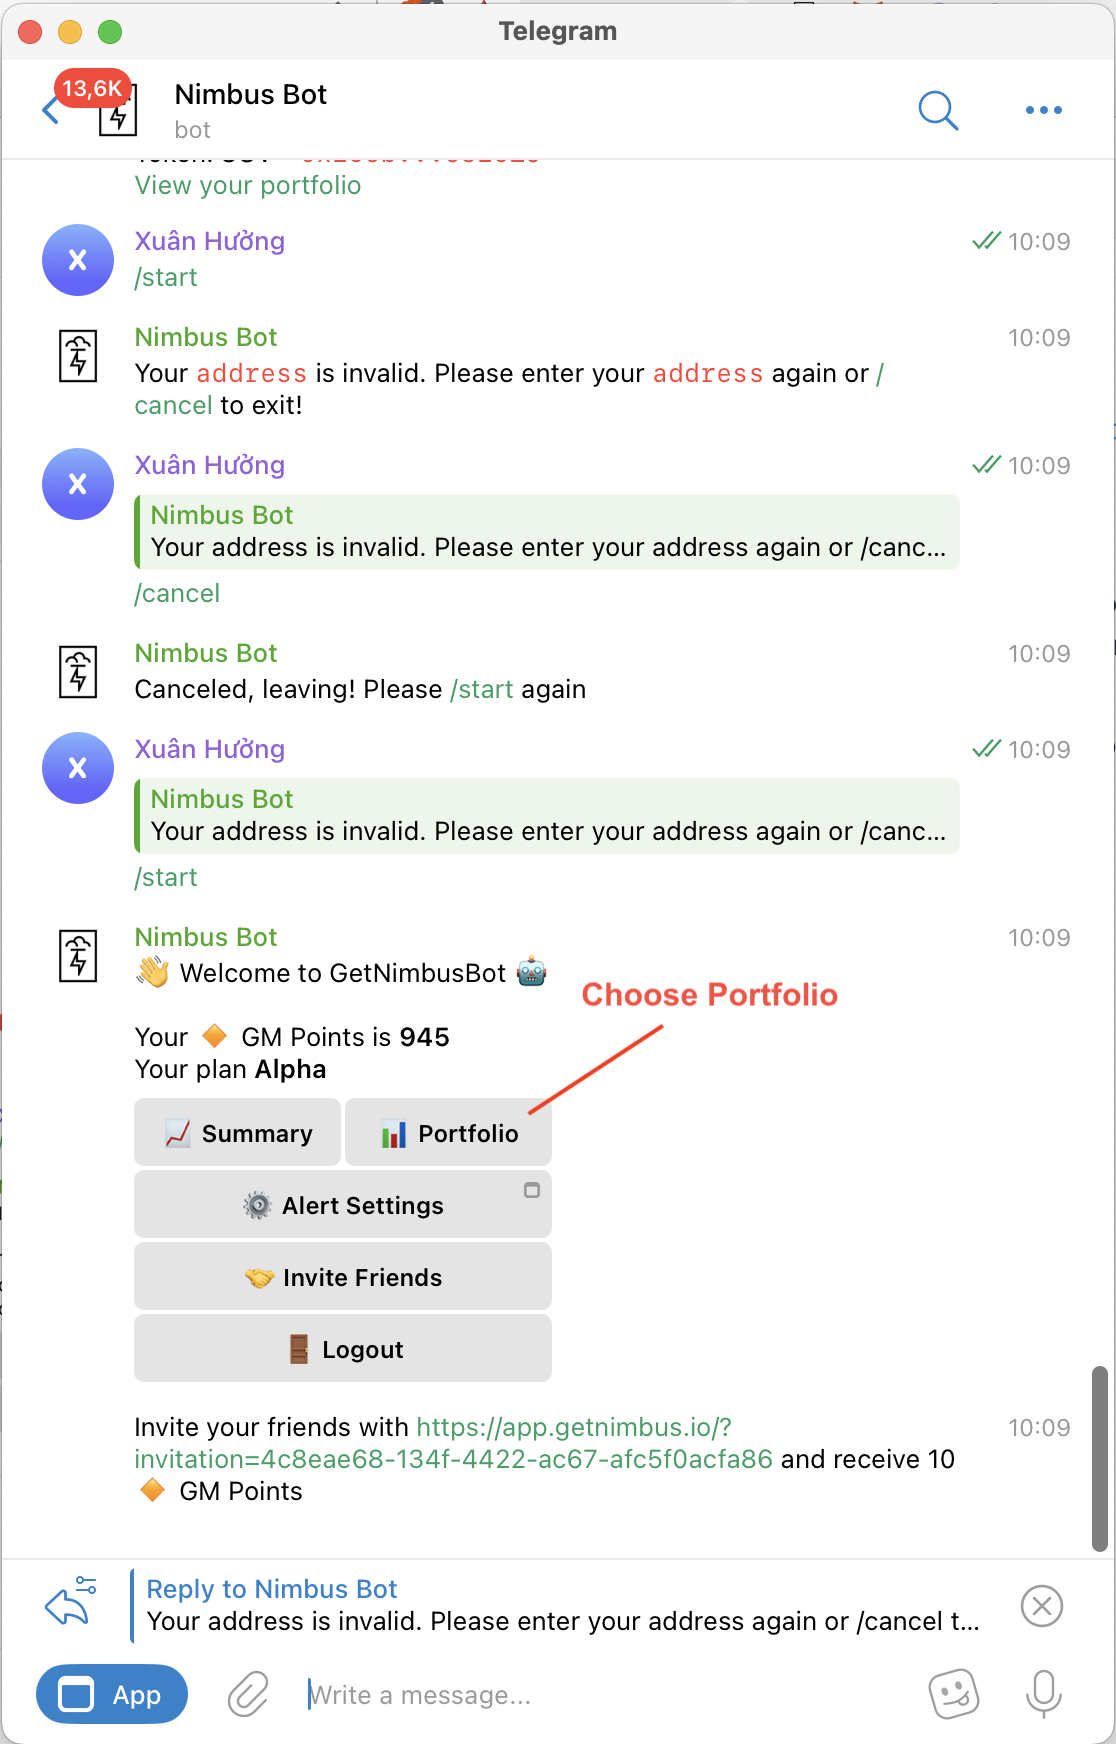 Telegram
13,6K
Nimbus Bot
bot
View your portfolio
Xuân Hưởng
10:09
/start
Nimbus Bot
10:09
Your address is invalid. Please enter your address again or /
cancel to exit!
Xuân Hưởng
10:09
Nimbus Bot
Your address is invalid. Please enter your address again or /canc...
/cancel
Nimbus Bot
10:09
Canceled, leaving! Please /start again
Xuân Hưởng
10:09
Nimbus Bot
Your address is invalid. Please enter your address again or /canc...
/start
Nimbus Bot
10:09
👋 Welcome to GetNimbusBot 🤖
Choose Portfolio
Your 🔶 GM Points is 945
Your plan Alpha
📈 Summary
📊 Portfolio
⚙️ Alert Settings
🤝 Invite Friends
🚪 Logout
Invite your friends with https://app.getnimbus.io/?
10:09
invitation=4c8eae68-134f-4422-ac67-afc5f0acfa86 and receive 10
🔶 GM Points
Reply to Nimbus Bot
Your address is invalid. Please enter your address again or /cancel t...
App
Write a message...